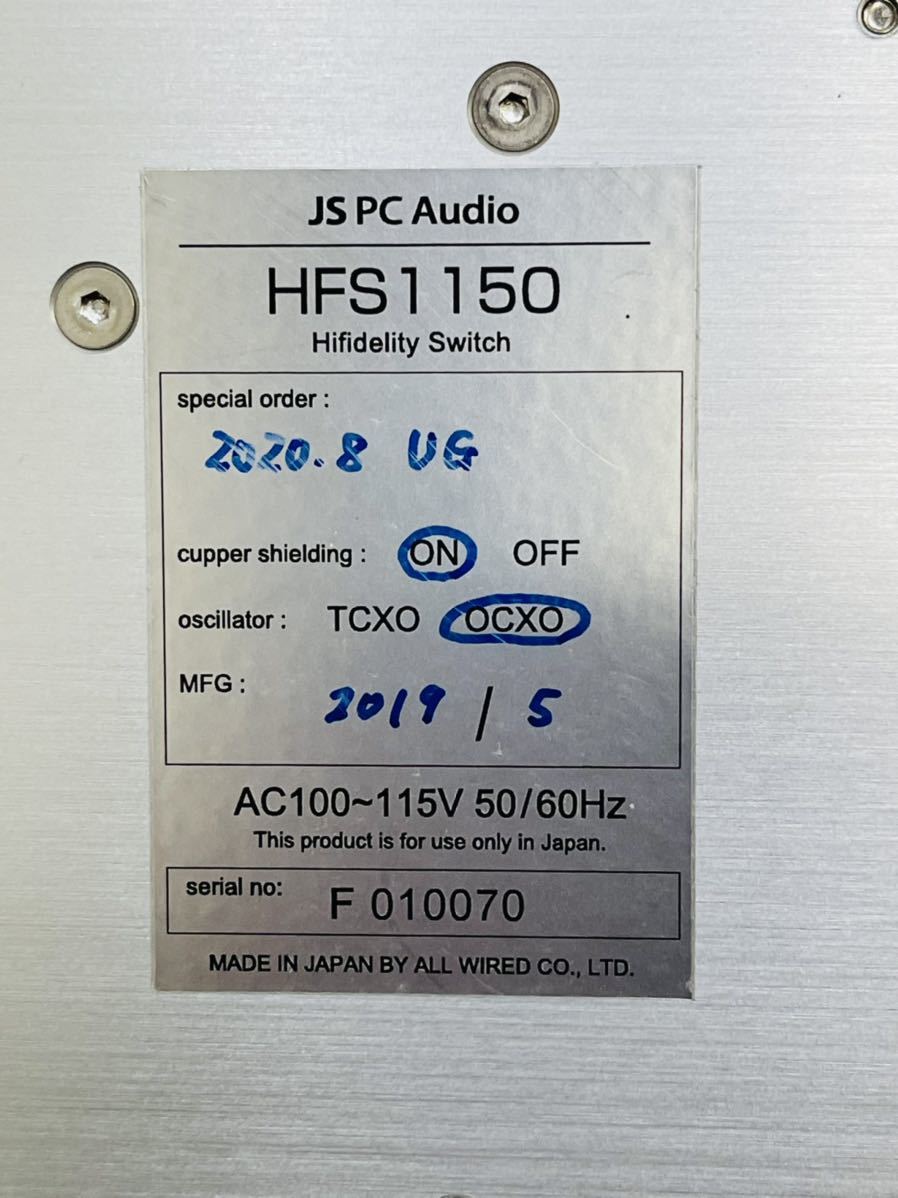 JS PC Audio
HFS1150
Hifidelity Switch
special order :
2020.8 UG
cupper shielding : ON OFF
oscillator : TCXO OCXO
MFG : 2019 / 5
AC100~115V 50/60Hz
This product is for use only in Japan.
serial no: F 010070
MADE IN JAPAN BY ALL WIRED CO., LTD.